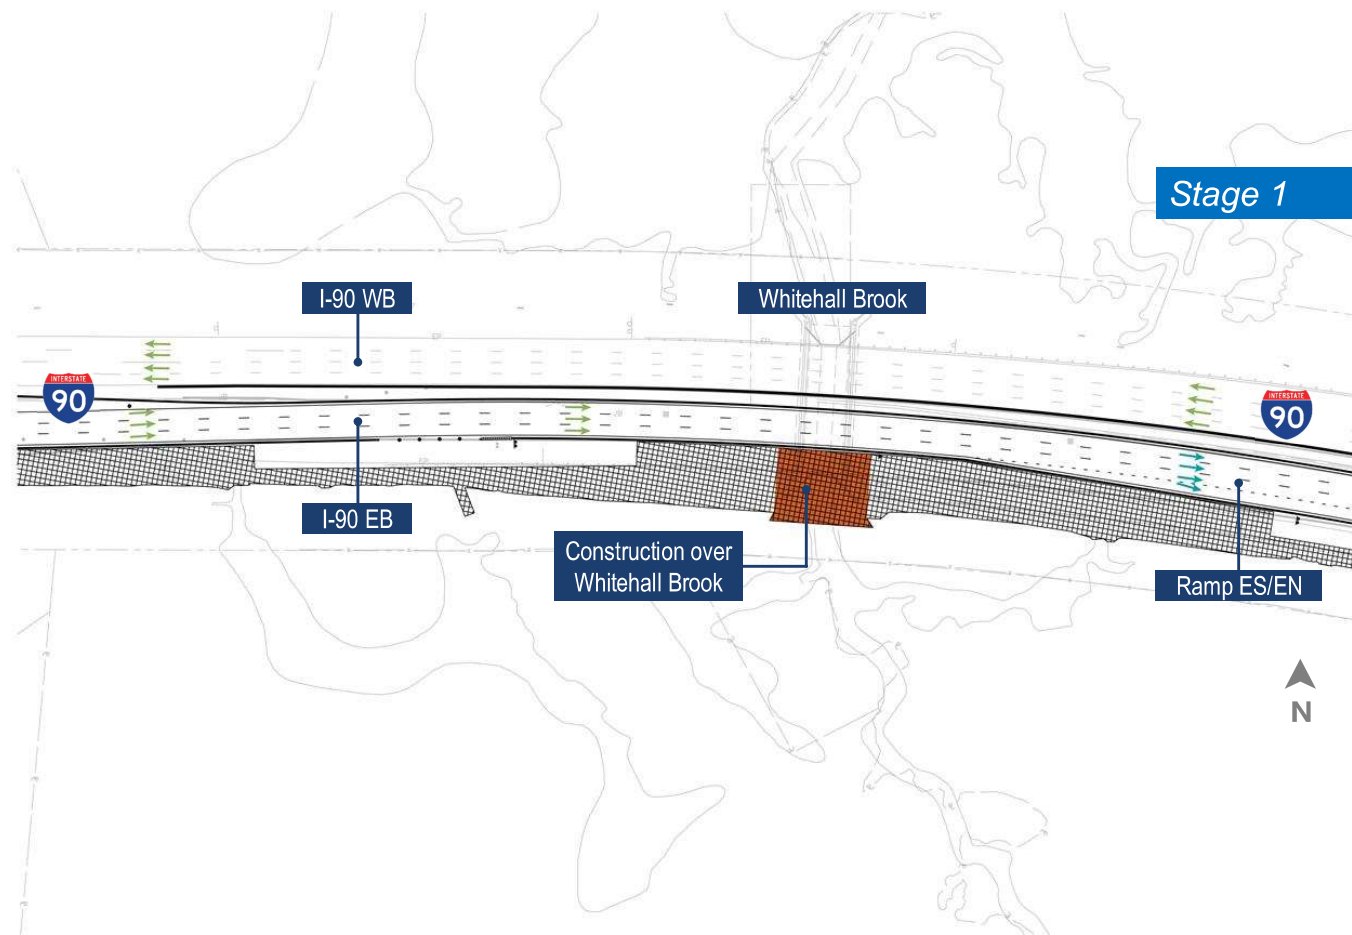 Stage 1
I-90 WB
Whitehall Brook
INTERSTATE
90
INTERSTATE
90
I-90 EB
Construction over
Whitehall Brook
Ramp ES/EN
N